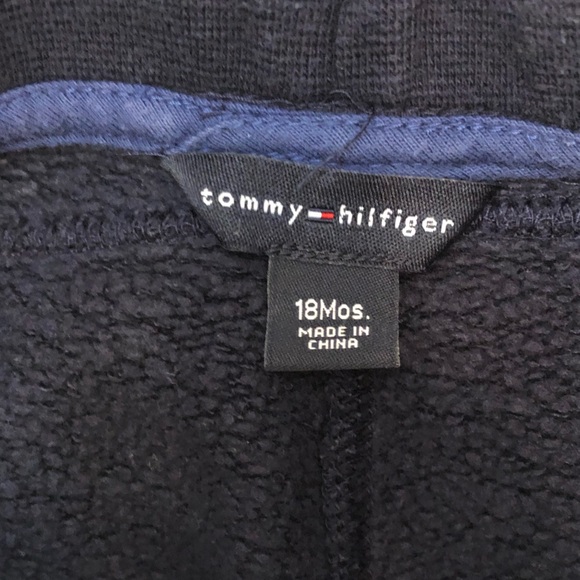 tommy hilfiger
18Mos.
MADE IN
CHINA